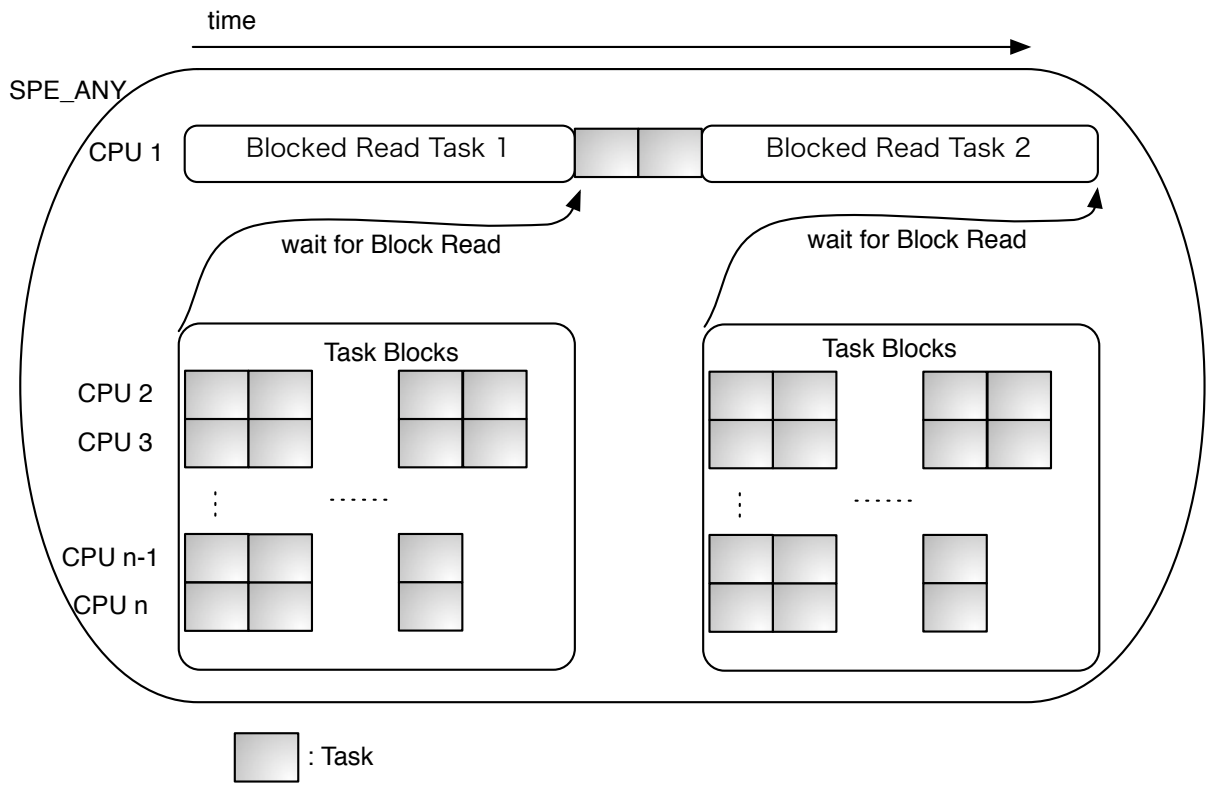 time
SPE_ANY
CPU 1
Blocked Read Task 1
Blocked Read Task 2
wait for Block Read
wait for Block Read
Task Blocks
Task Blocks
CPU 2
CPU 3
CPU n-1
CPU n
: Task